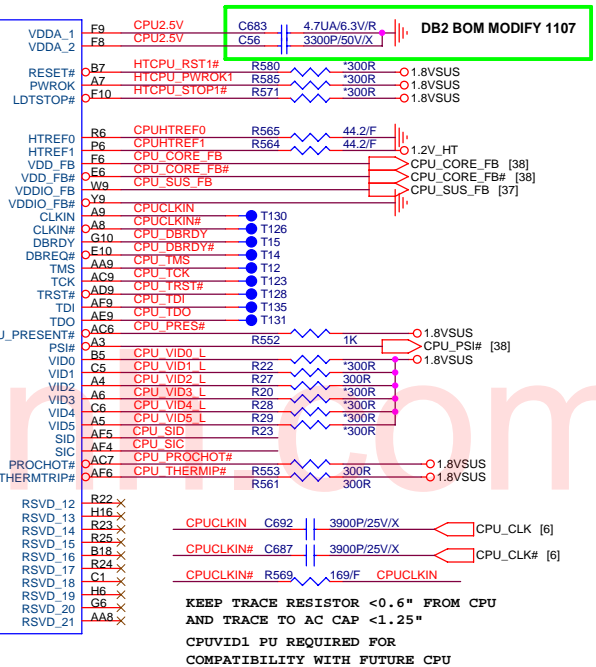 VDDA_1 F9 CPU2.5V C683 4.7UA/6.3V/R DB2 BOM MODIFY 1107
VDDA_2 F8 CPU2.5V C56 3300P/50V/X
RESET# B7 HTCPU_RST1# R580 *300R 1.8VSUS
PWROK A7 HTCPU_PWROK1 R585 *300R 1.8VSUS
LDTSTOP# F10 HTCPU_STOP1# R571 *300R 1.8VSUS
HTREF0 R6 CPUHTREF0 R565 44.2/F
HTREF1 P6 CPUHTREF1 R564 44.2/F 1.2V_HT
VDD_FB F6 CPU_CORE_FB CPU_CORE_FB [38]
VDD_FB# E6 CPU_CORE_FB# CPU_CORE_FB# [38]
VDDIO_FB W9 CPU_SUS_FB CPU_SUS_FB [37]
VDDIO_FB# Y9
CLKIN A9 CPUCLKIN T130
CLKIN# A8 CPUCLKIN# T126
DBRDY G10 CPU_DBRDY T15
DBREQ# E10 CPU_DBRDY# T14
TMS AA9 CPU_TMS T12
TCK AC9 CPU_TCK T123
TRST# AD9 CPU_TRST# T128
TDI AF9 CPU_TDI T135
TDO AE9 CPU_TDO T131
U_PRESENT# AC6 CPU_PRES# R552 1K 1.8VSUS
PSI# A3 CPU_PSI# [38]
VID0 B5 CPU_VID0_L 1.8VSUS
VID1 C5 CPU_VID1_L R22 *300R
VID2 A4 CPU_VID2_L R27 300R
VID3 A6 CPU_VID3_L R20 *300R
VID4 C6 CPU_VID4_L R28 *300R
VID5 A5 CPU_VID5_L R29 *300R
SID AF5 CPU_SID R23 *300R
SIC AF4 CPU_SIC
PROCHOT# AC7 CPU_PROCHOT# R553 300R 1.8VSUS
THERMTRIP# AF6 CPU_THERMIP# R561 300R 1.8VSUS
RSVD_12 R22
RSVD_13 H16
RSVD_14 R23
RSVD_15 R25
RSVD_16 B18
RSVD_17 R24
RSVD_18 C1
RSVD_19 H6
RSVD_20 G6
RSVD_21 AA8
CPUCLKIN C692 3900P/25V/X CPU_CLK [6]
CPUCLKIN# C687 3900P/25V/X CPU_CLK# [6]
CPUCLKIN# R569 169/F CPUCLKIN
KEEP TRACE RESISTOR <0.6" FROM CPU
AND TRACE TO AC CAP <1.25"
CPUVID1 PU REQUIRED FOR
COMPATIBILITY WITH FUTURE CPU